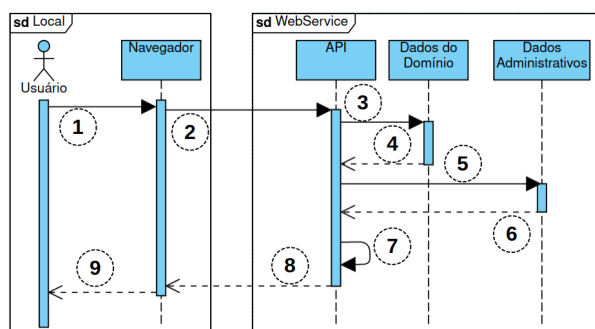 sd Local
sd WebService
Usuário
Navegador
API
Dados do
Domínio
Dados
Administrativos
1
2
3
4
5
6
7
8
9